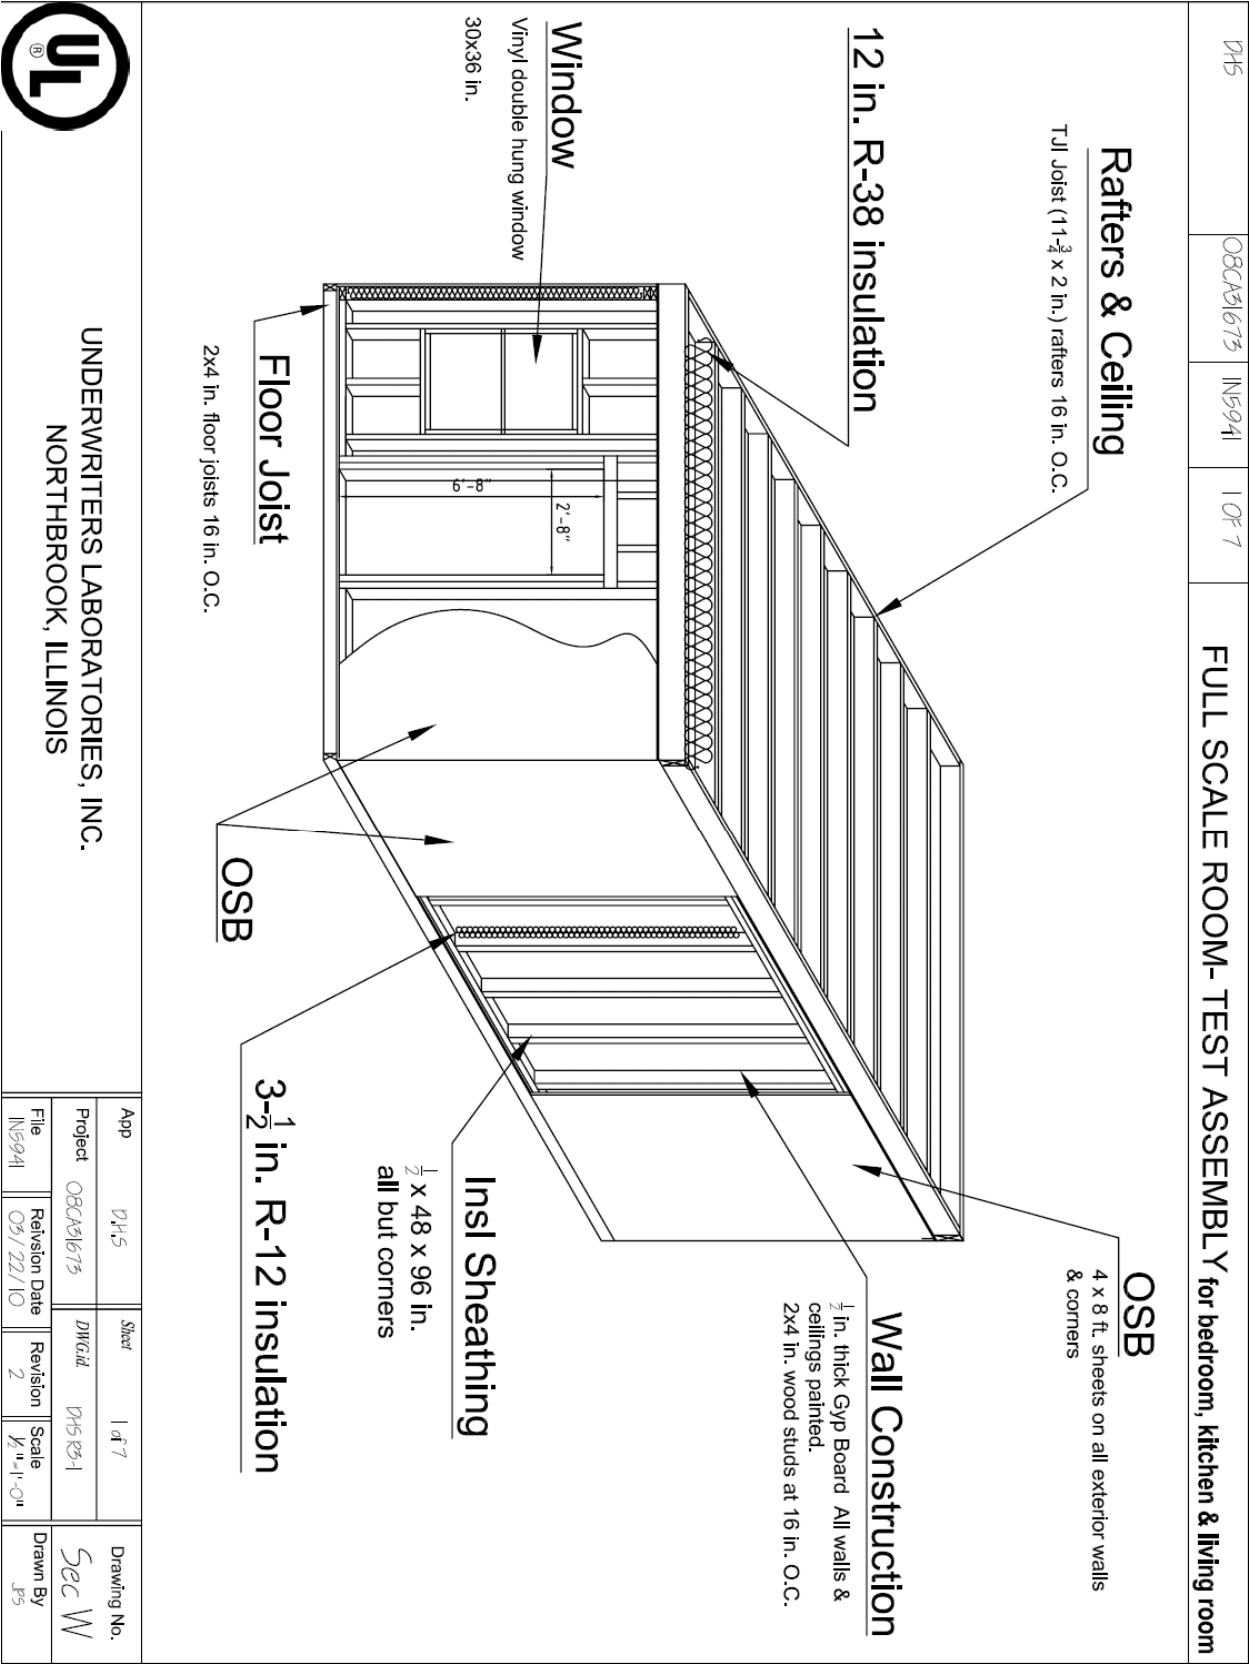 DHS
08CA31673
IN5941
1 OF 7
FULL SCALE ROOM- TEST ASSEMBLY for bedroom, kitchen & living room
Rafters & Ceiling
TJI Joist (11-3/4 x 2 in.) rafters 16 in. O.C.
12 in. R-38 insulation
Window
Vinyl double hung window
30x36 in.
6'-8"
2'-8"
Floor Joist
2x4 in. floor joists 16 in. O.C.
OSB
OSB
4 x 8 ft. sheets on all exterior walls
& corners
Wall Construction
1/2 in. thick Gyp Board All walls &
ceilings painted.
2x4 in. wood studs at 16 in. O.C.
Insl Sheathing
1/2 x 48 x 96 in.
all but corners
3-1/2 in. R-12 insulation
UL
®
UNDERWRITERS LABORATORIES, INC.
NORTHBROOK, ILLINOIS
App D.H.S
Sheet 1 of 7
Drawing No.
Sec W
Project 08CA31673
DWG.id. DHS R3-1
File
IN5941
Reivsion Date
03/22/10
Revision
2
Scale
1/2"=1'-0"
Drawn By
JPS